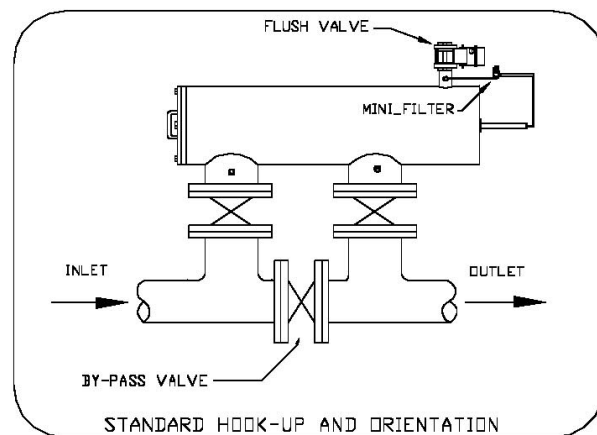 FLUSH VALVE
MINI_FILTER
INLET
OUTLET
BY-PASS VALVE
STANDARD HOOK-UP AND ORIENTATION